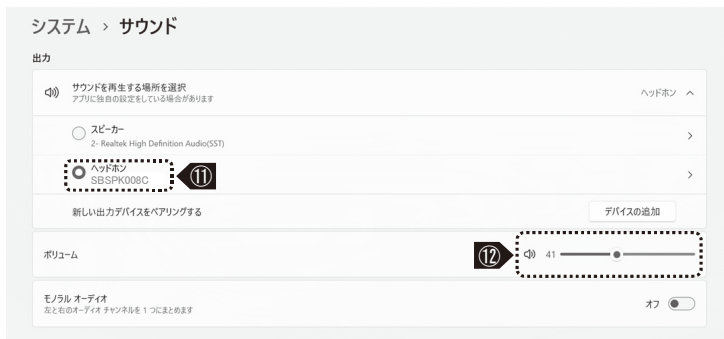 システム › サウンド
出力
サウンドを再生する場所を選択
アプリに独自の設定をしている場合があります
ヘッドホン
スピーカー
2- Realtek High Definition Audio(SST)
ヘッドホン
SBSPK008C
⑪
新しい出力デバイスをペアリングする
デバイスの追加
ボリューム
⑫
41
モノラル オーディオ
左と右のオーディオ チャンネルを 1 つにまとめます
オフ